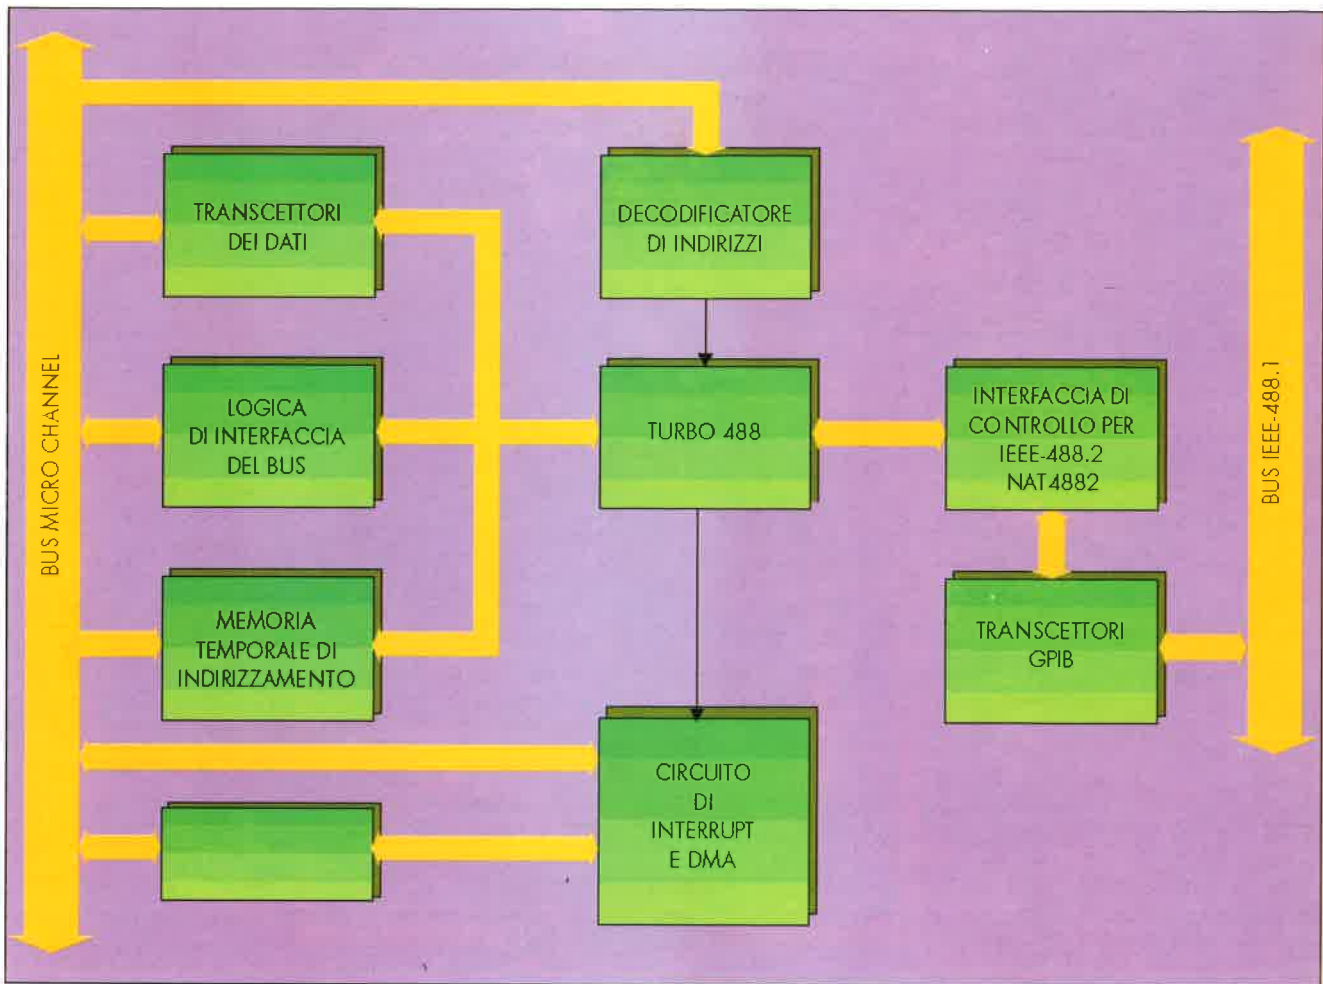 BUS MICRO CHANNEL
TRANSCETTORI
DEI DATI
DECODIFICATORE
DI INDIRIZZI
LOGICA
DI INTERFACCIA
DEL BUS
TURBO 488
INTERFACCIA DI
CONTROLLO PER
IEEE-488.2
NAT4882
BUS IEEE-488.1
MEMORIA
TEMPORALE DI
INDIRIZZAMENTO
TRANSCETTORI
GPIB
CIRCUITO
DI
INTERRUPT
E DMA